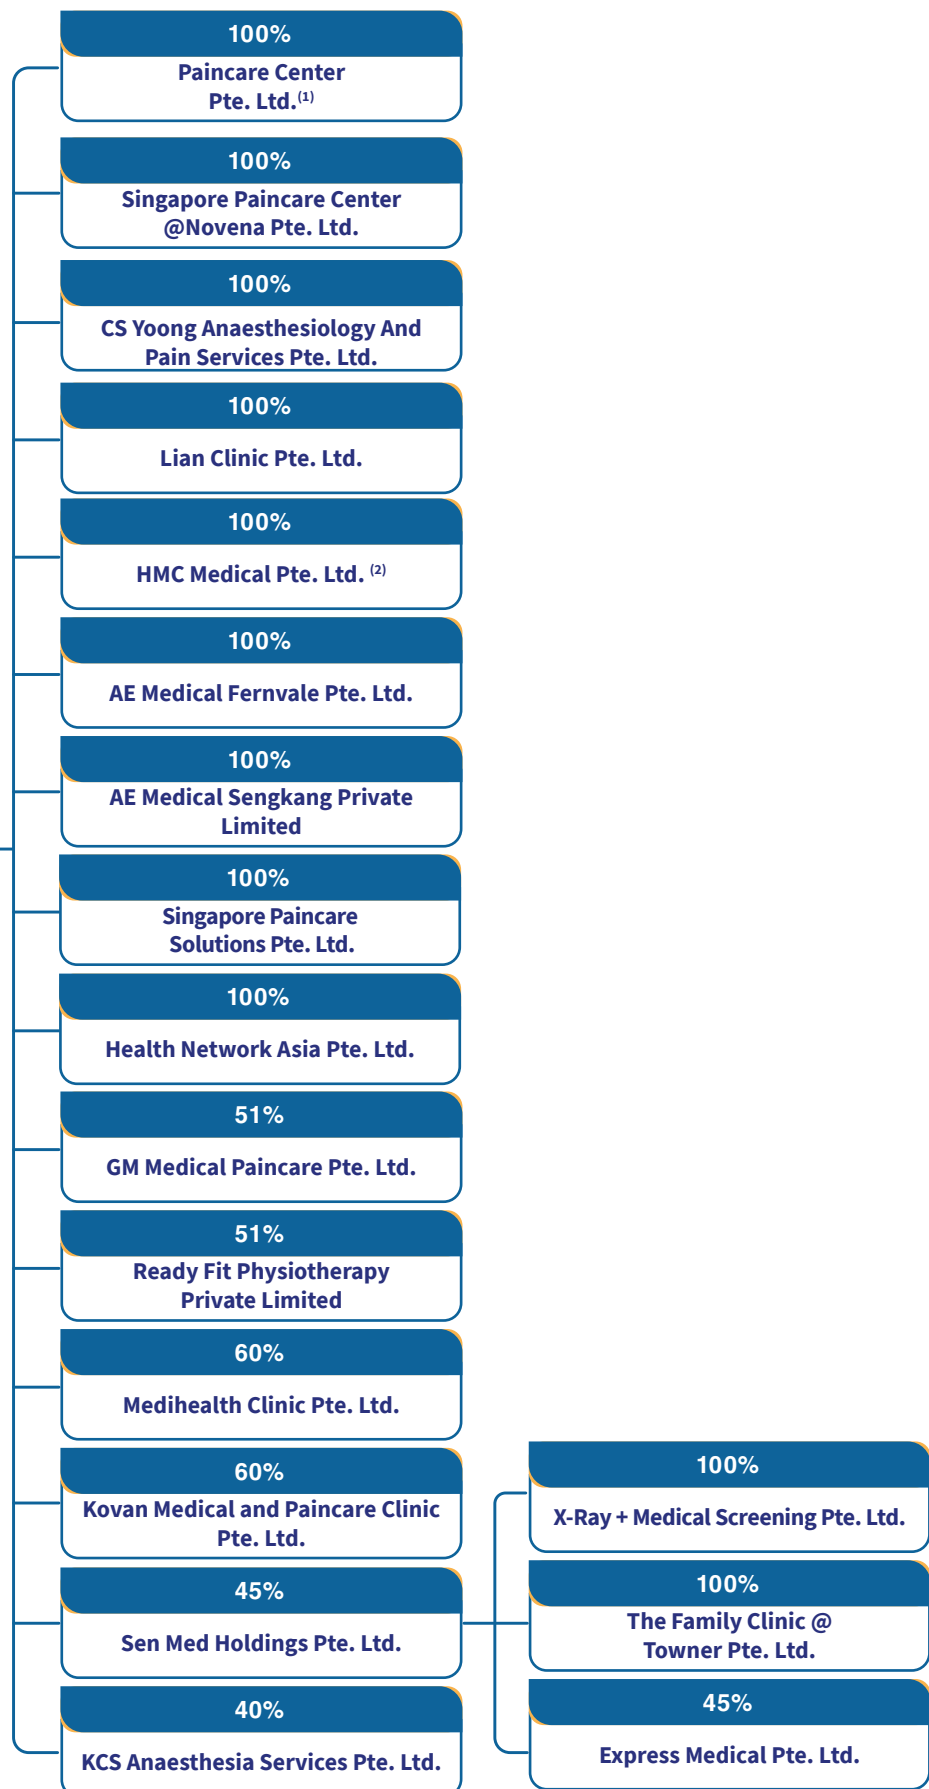 100%
Paincare Center
Pte. Ltd.(1)
100%
Singapore Paincare Center
@Novena Pte. Ltd.
100%
CS Yoong Anaesthesiology And
Pain Services Pte. Ltd.
100%
Lian Clinic Pte. Ltd.
100%
HMC Medical Pte. Ltd. (2)
100%
AE Medical Fernvale Pte. Ltd.
100%
AE Medical Sengkang Private
Limited
100%
Singapore Paincare
Solutions Pte. Ltd.
100%
Health Network Asia Pte. Ltd.
51%
GM Medical Paincare Pte. Ltd.
51%
Ready Fit Physiotherapy
Private Limited
60%
Medihealth Clinic Pte. Ltd.
60%
Kovan Medical and Paincare Clinic
Pte. Ltd.
45%
Sen Med Holdings Pte. Ltd.
40%
KCS Anaesthesia Services Pte. Ltd.
100%
X-Ray + Medical Screening Pte. Ltd.
100%
The Family Clinic @
Towner Pte. Ltd.
45%
Express Medical Pte. Ltd.